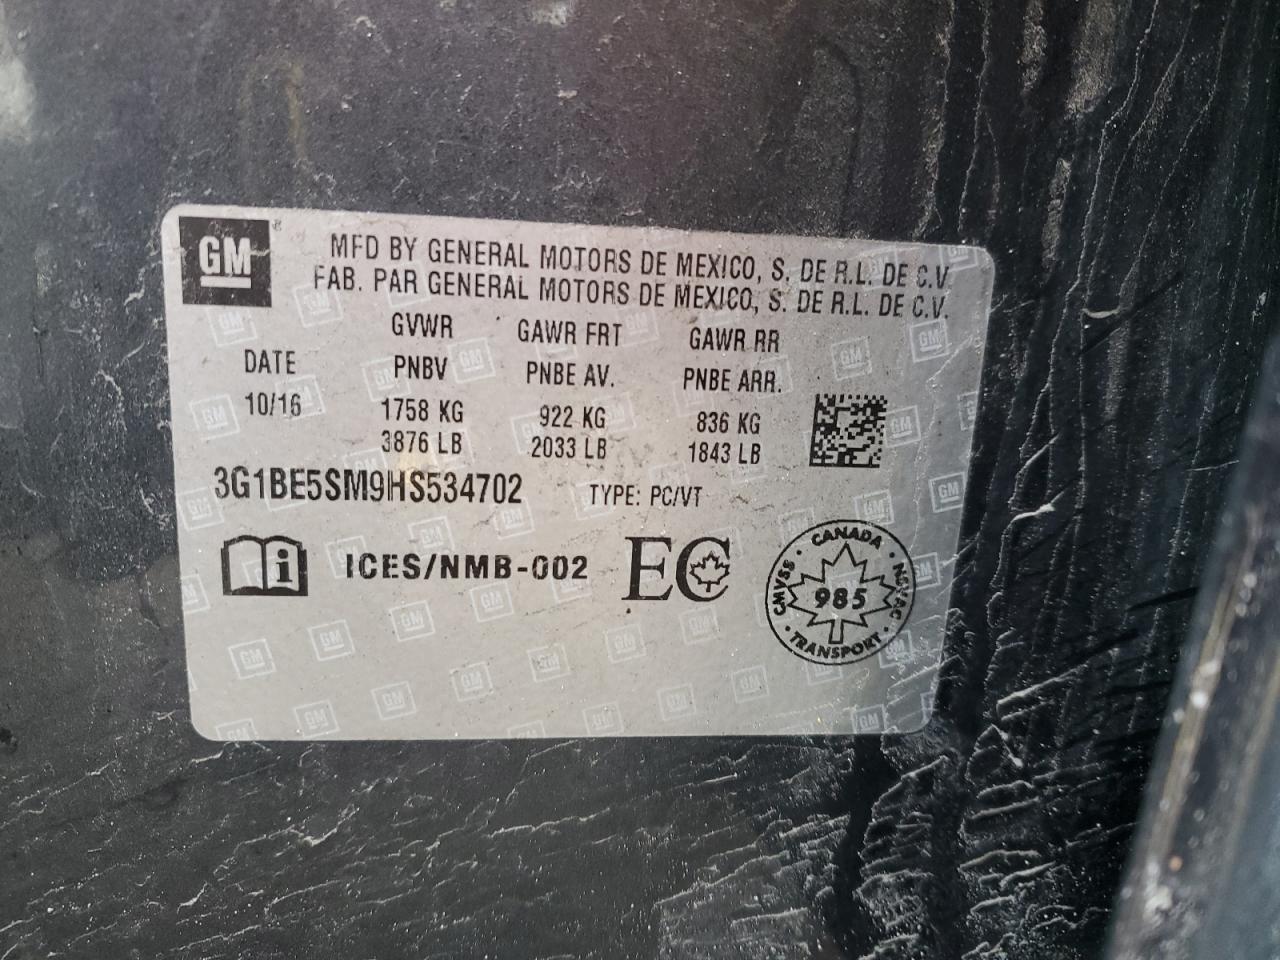 GM
MFD BY GENERAL MOTORS DE MEXICO, S. DE R.L. DE C.V.
FAB. PAR GENERAL MOTORS DE MEXICO, S. DE R.L. DE C.V.
GVWR GAWR FRT GAWR RR
DATE PNBV PNBE AV. PNBE ARR.
10/16 1758 KG 922 KG 836 KG
3876 LB 2033 LB 1843 LB
3G1BE5SM9HS534702 TYPE: PC/VT
i ICES/NMB-002 EC
CANADA
CMVSS 985 NSVAC
TRANSPORT